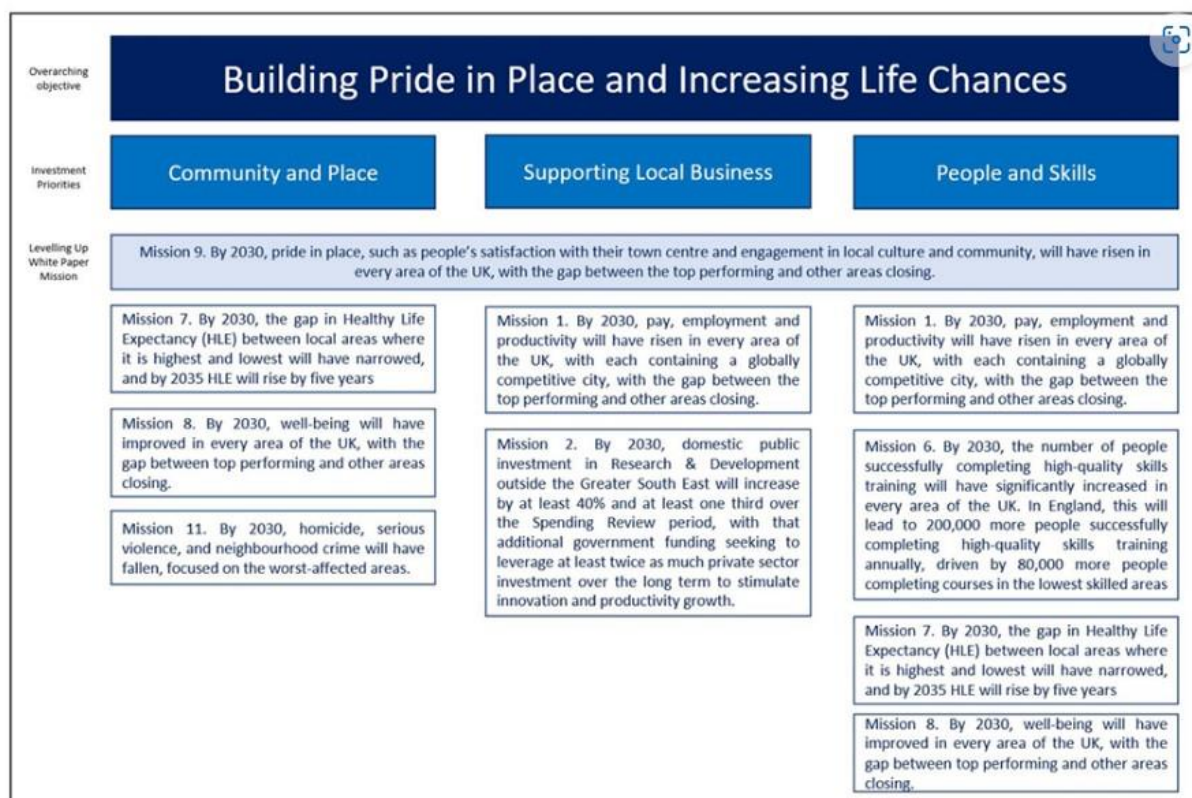 Overarching
objective
Building Pride in Place and Increasing Life Chances
Investment
Priorities
Community and Place
Supporting Local Business
People and Skills
Levelling Up
White Paper
Mission
Mission 9. By 2030, pride in place, such as people's satisfaction with their town centre and engagement in local culture and community, will have risen in
every area of the UK, with the gap between the top performing and other areas closing.
Mission 7. By 2030, the gap in Healthy Life
Expectancy (HLE) between local areas where
it is highest and lowest will have narrowed,
and by 2035 HLE will rise by five years
Mission 8. By 2030, well-being will have
improved in every area of the UK, with the
gap between top performing and other areas
closing.
Mission 11. By 2030, homicide, serious
violence, and neighbourhood crime will have
fallen, focused on the worst-affected areas.
Mission 1. By 2030, pay, employment and
productivity will have risen in every area of
the UK, with each containing a globally
competitive city, with the gap between the
top performing and other areas closing.
Mission 2. By 2030, domestic public
investment in Research & Development
outside the Greater South East will increase
by at least 40% and at least one third over
the Spending Review period, with that
additional government funding seeking to
leverage at least twice as much private sector
investment over the long term to stimulate
innovation and productivity growth.
Mission 1. By 2030, pay, employment and
productivity will have risen in every area of
the UK, with each containing a globally
competitive city, with the gap between the
top performing and other areas closing.
Mission 6. By 2030, the number of people
successfully completing high-quality skills
training will have significantly increased in
every area of the UK. In England, this will
lead to 200,000 more people successfully
completing high-quality skills training
annually, driven by 80,000 more people
completing courses in the lowest skilled areas
Mission 7. By 2030, the gap in Healthy Life
Expectancy (HLE) between local areas where
it is highest and lowest will have narrowed,
and by 2035 HLE will rise by five years
Mission 8. By 2030, well-being will have
improved in every area of the UK, with the
gap between top performing and other areas
closing.